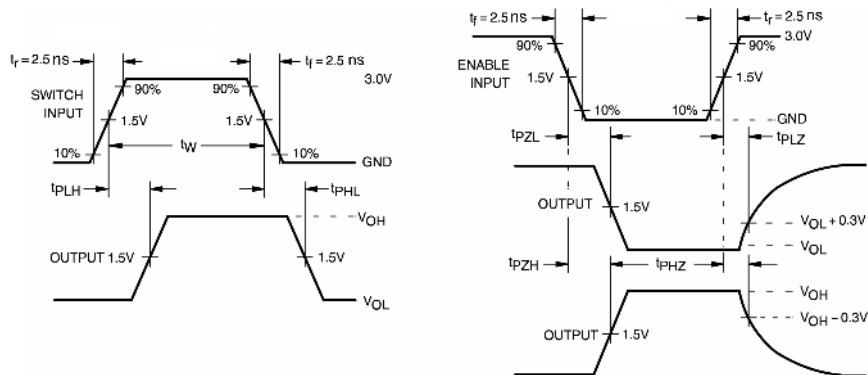 tr = 2.5 ns
tf = 2.5 ns
3.0V
SWITCH INPUT
90%
90%
1.5V
1.5V
10%
tW
10%
GND
tPLH
tPHL
VOH
OUTPUT
1.5V
1.5V
VOL
tf = 2.5 ns
tr = 2.5 ns
3.0V
90%
90%
ENABLE INPUT
1.5V
1.5V
10%
10%
GND
tPZL
tPLZ
OUTPUT
1.5V
VOL + 0.3V
VOL
tPZH
tPHZ
VOH
VOH – 0.3V
OUTPUT
1.5V